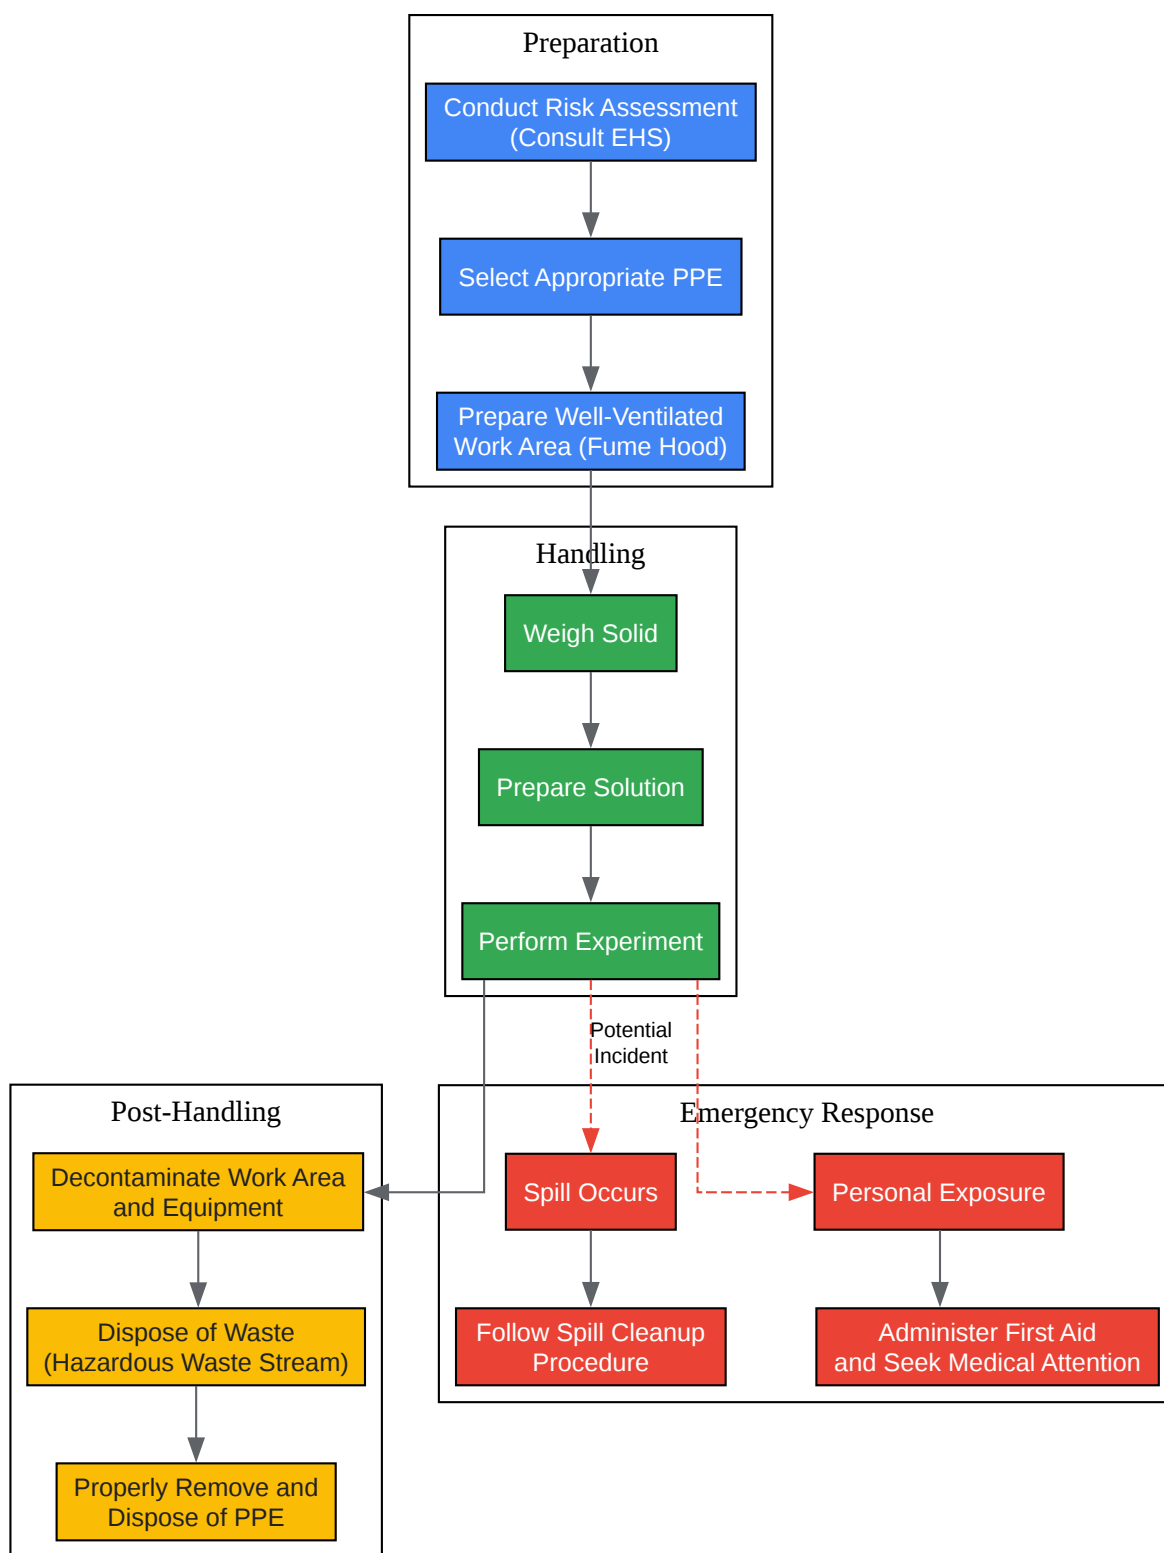 Preparation
Conduct Risk Assessment
(Consult EHS)
Select Appropriate PPE
Prepare Well-Ventilated
Work Area (Fume Hood)
Handling
Weigh Solid
Prepare Solution
Perform Experiment
Potential
Incident
Post-Handling
Decontaminate Work Area
and Equipment
Dispose of Waste
(Hazardous Waste Stream)
Properly Remove and
Dispose of PPE
Emergency Response
Spill Occurs
Personal Exposure
Follow Spill Cleanup
Procedure
Administer First Aid
and Seek Medical Attention